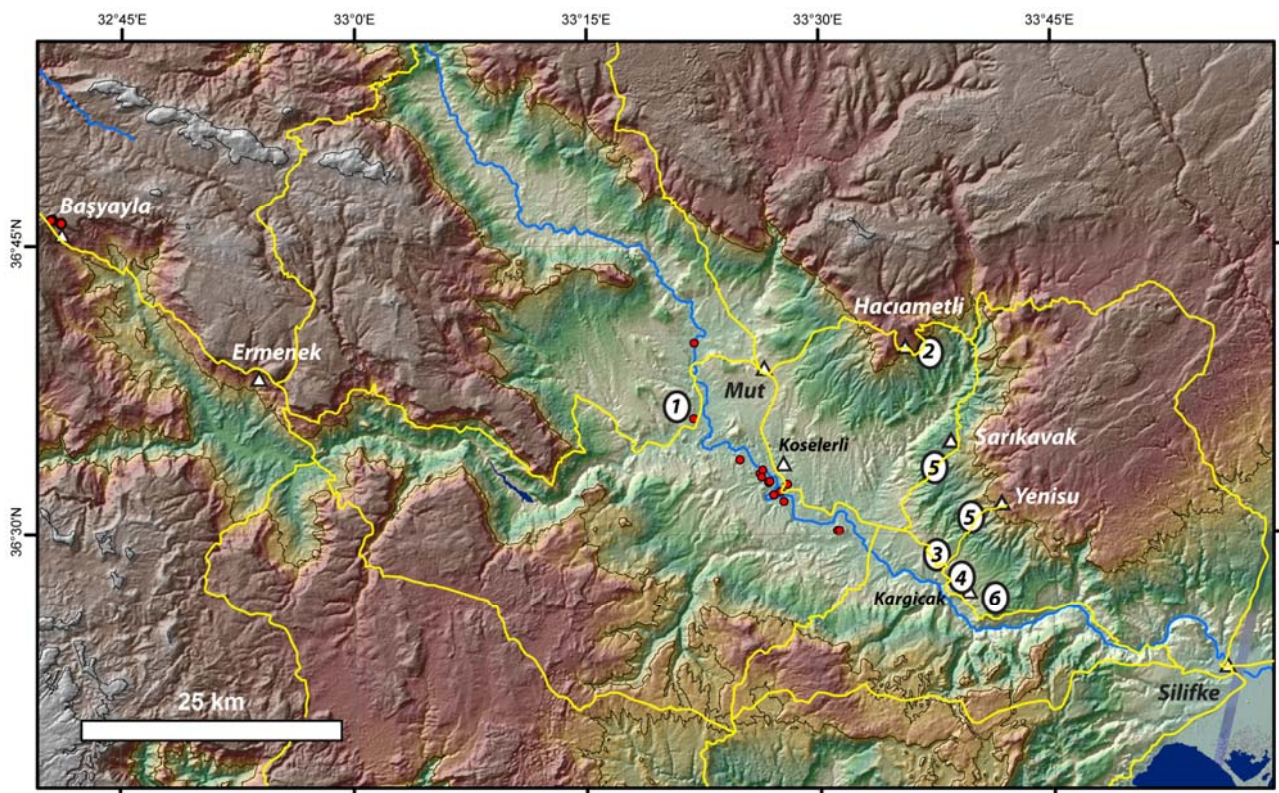 32°45'E
33°0'E
33°15'E
33°30'E
33°45'E
36°45'N
36°30'N
Başyayla
Ermenek
Hacıametli
2
Mut
1
Koselerli
Sarıkavak
5
Yenisu
5
3
4
Kargicak
6
25 km
Silifke